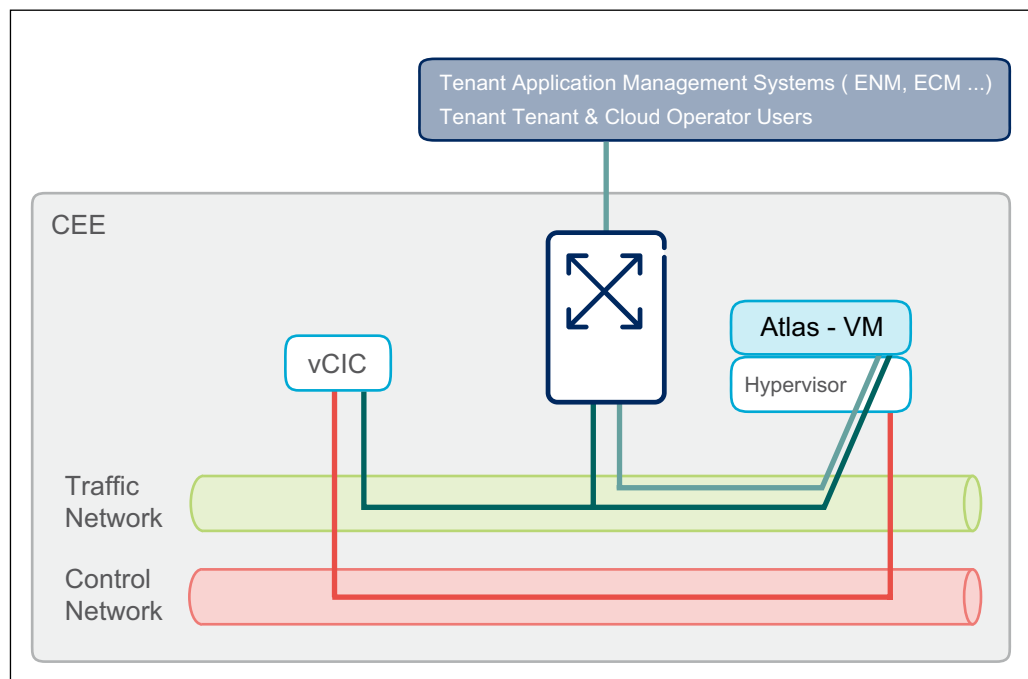 Tenant Application Management Systems ( ENM, ECM ...)
Tenant Tenant & Cloud Operator Users
CEE
Atlas - VM
vCIC
Hypervisor
Traffic
Network
Control
Network